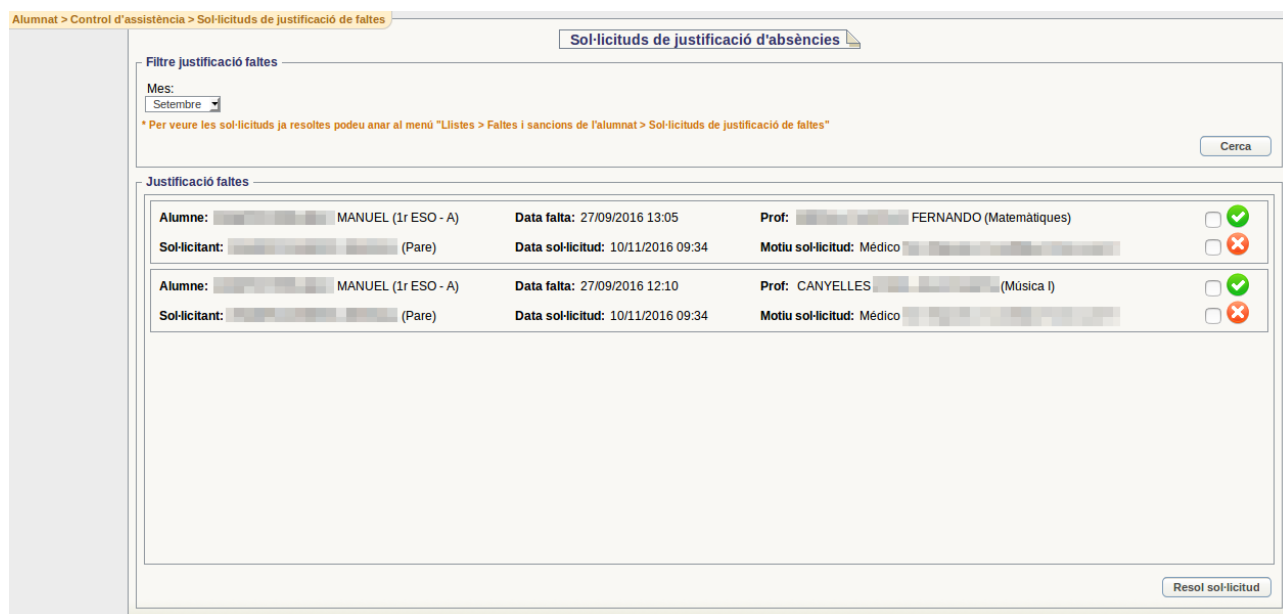 Alumnat > Control d'assistència > Sol·licituds de justificació de faltes
Sol·licituds de justificació d'absències
Filtre justificació faltes
Mes:
Setembre
* Per veure les sol·licituds ja resoltes podeu anar al menú "Llistes > Faltes i sancions de l'alumnat > Sol·licituds de justificació de faltes"
Cerca
Justificació faltes
Alumne: MANUEL (1r ESO - A) Data falta: 27/09/2016 13:05 Prof: FERNANDO (Matemàtiques)
Sol·licitant: (Pare) Data sol·licitud: 10/11/2016 09:34 Motiu sol·licitud: Médico
Alumne: MANUEL (1r ESO - A) Data falta: 27/09/2016 12:10 Prof: CANYELLES (Música I)
Sol·licitant: (Pare) Data sol·licitud: 10/11/2016 09:34 Motiu sol·licitud: Médico
Resol sol·licitud